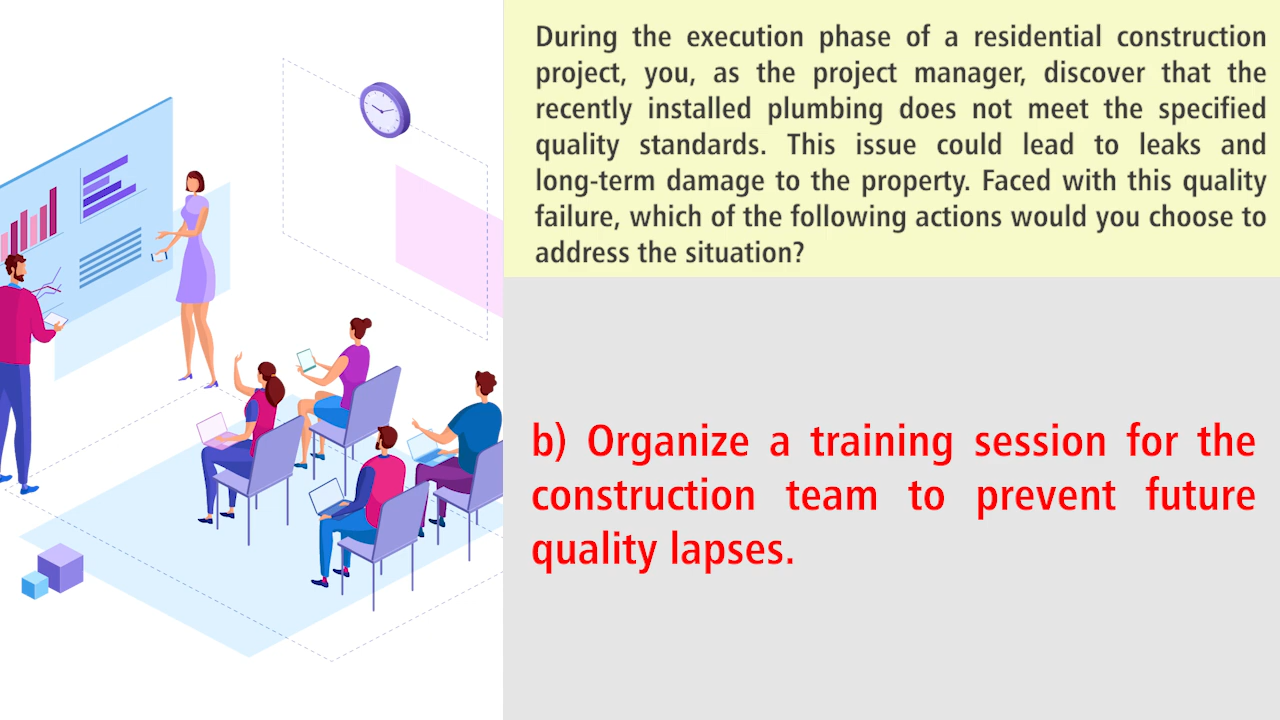 During the execution phase of a residential construction
project, you, as the project manager, discover that the
recently installed plumbing does not meet the specified
quality standards. This issue could lead to leaks and
long-term damage to the property. Faced with this quality
failure, which of the following actions would you choose to
address the situation?
b) Organize a training session for the
construction team to prevent future
quality lapses.